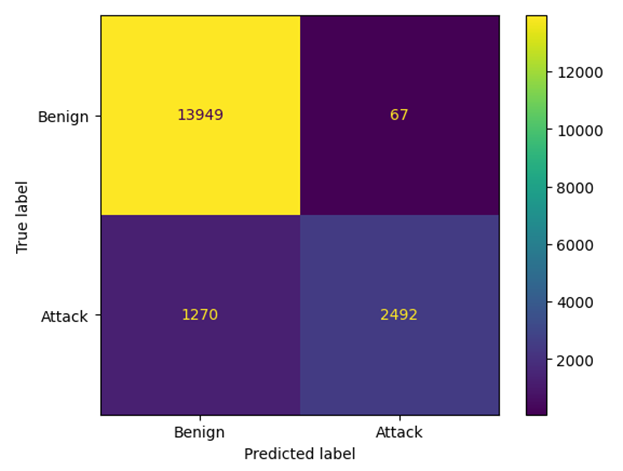 Benign
13949
67
Attack
1270
2492
Benign
Attack
Predicted label
True label
12000
10000
8000
6000
4000
2000